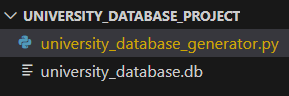 UNIVERSITY_DATABASE_PROJECT
university_database_generator.py
university_database.db